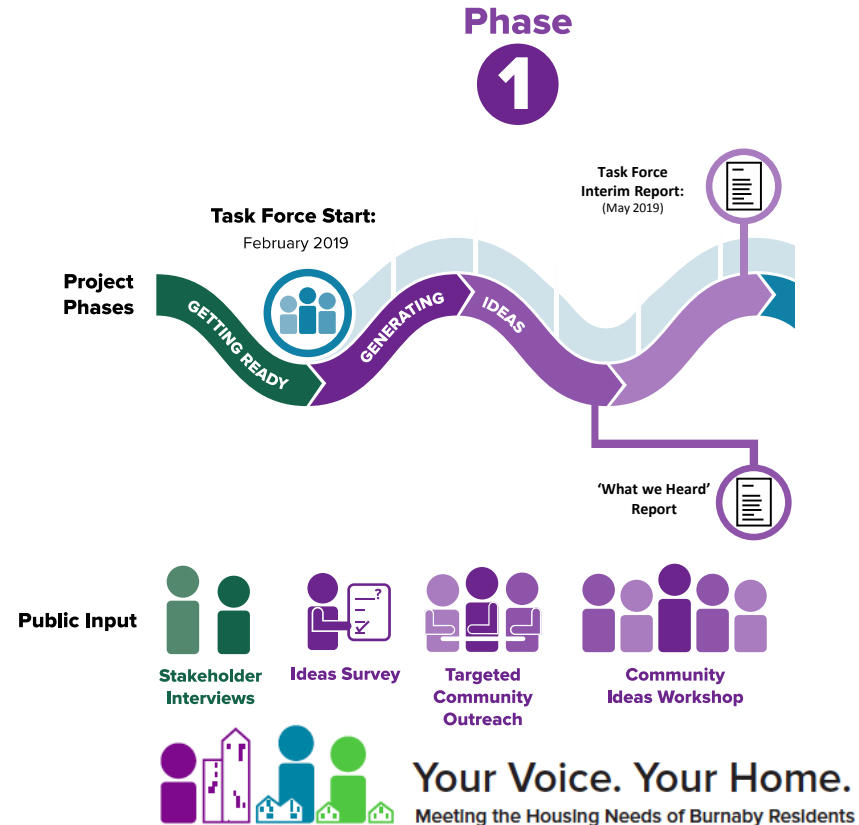 Phase
1
Task Force
Interim Report:
(May 2019)
Task Force Start:
February 2019
Project
Phases
GETTING READY
GENERATING
IDEAS
‘What we Heard’
Report
Public Input
?
Stakeholder
Interviews
Ideas Survey
Targeted
Community
Outreach
Community
Ideas Workshop
Your Voice. Your Home.
Meeting the Housing Needs of Burnaby Residents